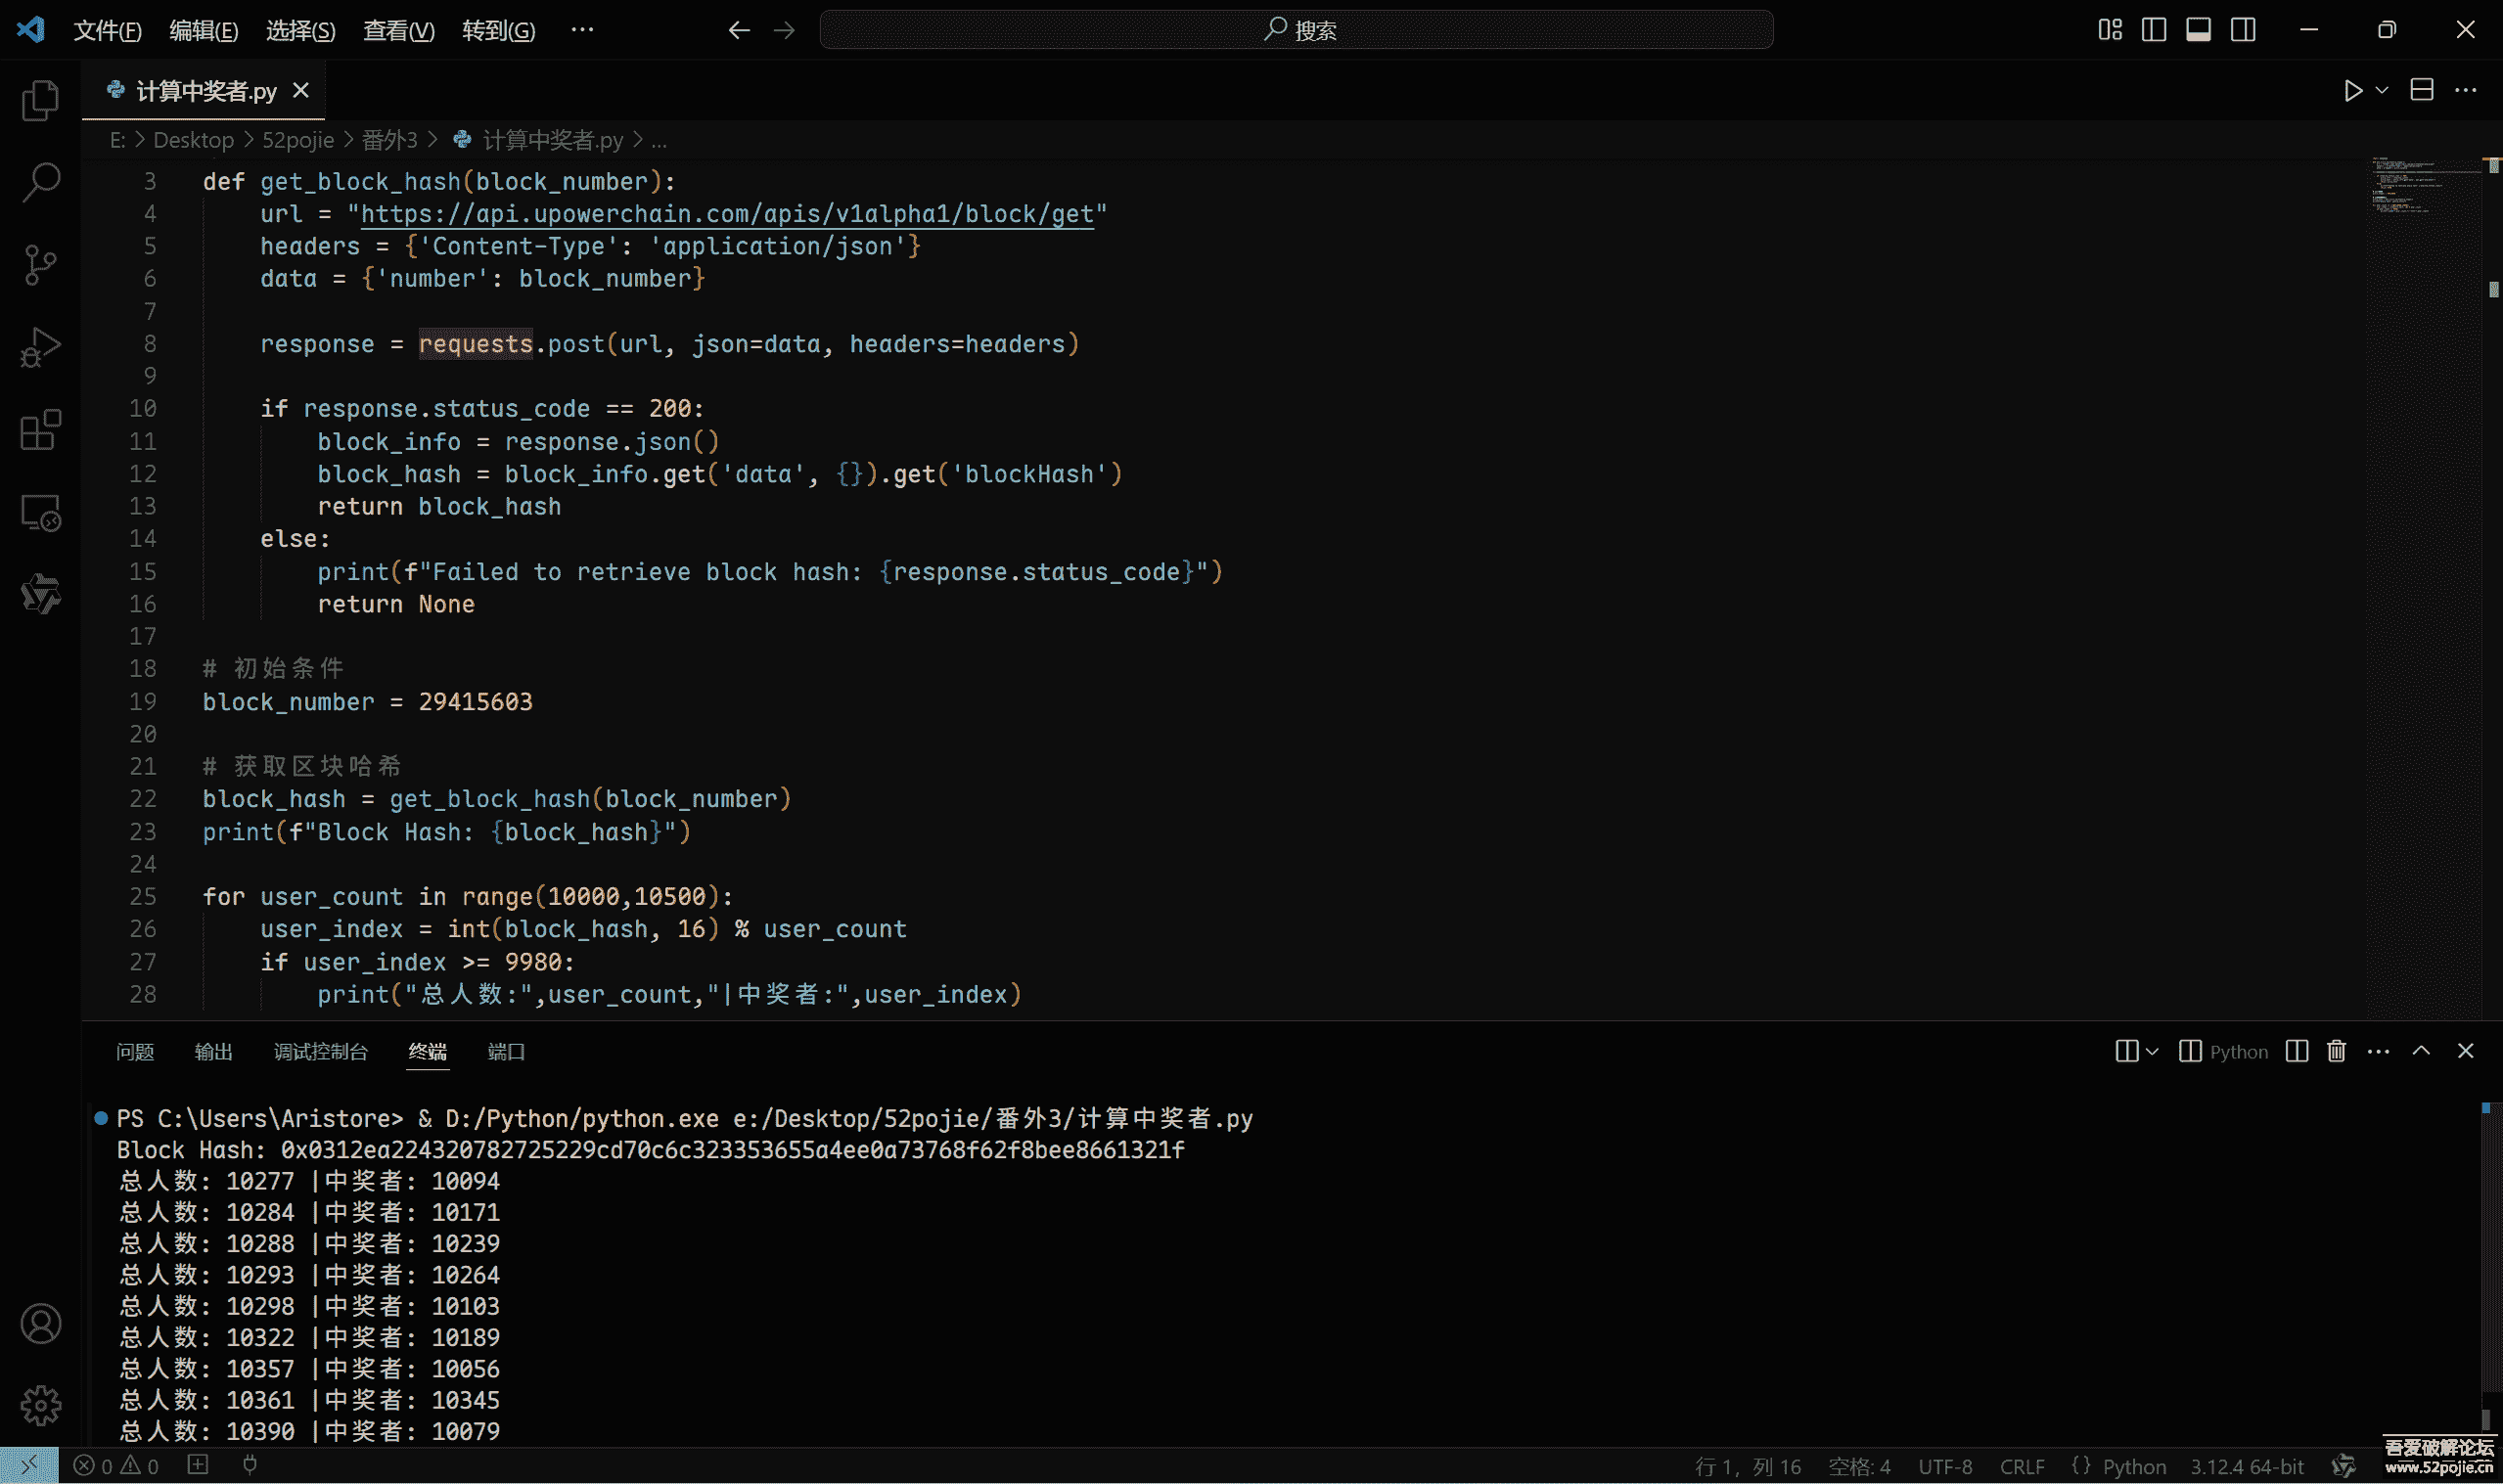 文件(F) 编辑(E) 选择(S) 查看(V) 转到(G) ··· 搜索
计算中奖者.py
E: > Desktop > 52pojie > 番外3 > 计算中奖者.py > ...
3 def get_block_hash(block_number):
4     url = "https://api.upowerchain.com/apis/v1alpha1/block/get"
5     headers = {'Content-Type': 'application/json'}
6     data = {'number': block_number}
7
8     response = requests.post(url, json=data, headers=headers)
9
10     if response.status_code == 200:
11         block_info = response.json()
12         block_hash = block_info.get('data', {}).get('blockHash')
13         return block_hash
14     else:
15         print(f"Failed to retrieve block hash: {response.status_code}")
16         return None
17
18 # 初始条件
19 block_number = 29415603
20
21 # 获取区块哈希
22 block_hash = get_block_hash(block_number)
23 print(f"Block Hash: {block_hash}")
24
25 for user_count in range(10000,10500):
26     user_index = int(block_hash, 16) % user_count
27     if user_index >= 9980:
28         print("总人数:",user_count,"|中奖者:",user_index)
问题 输出 调试控制台 终端 端口 Python
PS C:\Users\Aristore> & D:/Python/python.exe e:/Desktop/52pojie/番外3/计算中奖者.py
Block Hash: 0x0312ea224320782725229cd70c6c323353655a4ee0a73768f62f8bee8661321f
总人数: 10277 |中奖者: 10094
总人数: 10284 |中奖者: 10171
总人数: 10288 |中奖者: 10239
总人数: 10293 |中奖者: 10264
总人数: 10298 |中奖者: 10103
总人数: 10322 |中奖者: 10189
总人数: 10357 |中奖者: 10056
总人数: 10361 |中奖者: 10345
总人数: 10390 |中奖者: 10079
0 0 行 1，列 16 空格: 4 UTF-8 CRLF {} Python 3.12.4 64-bit
吾爱破解论坛
www.52pojie.cn